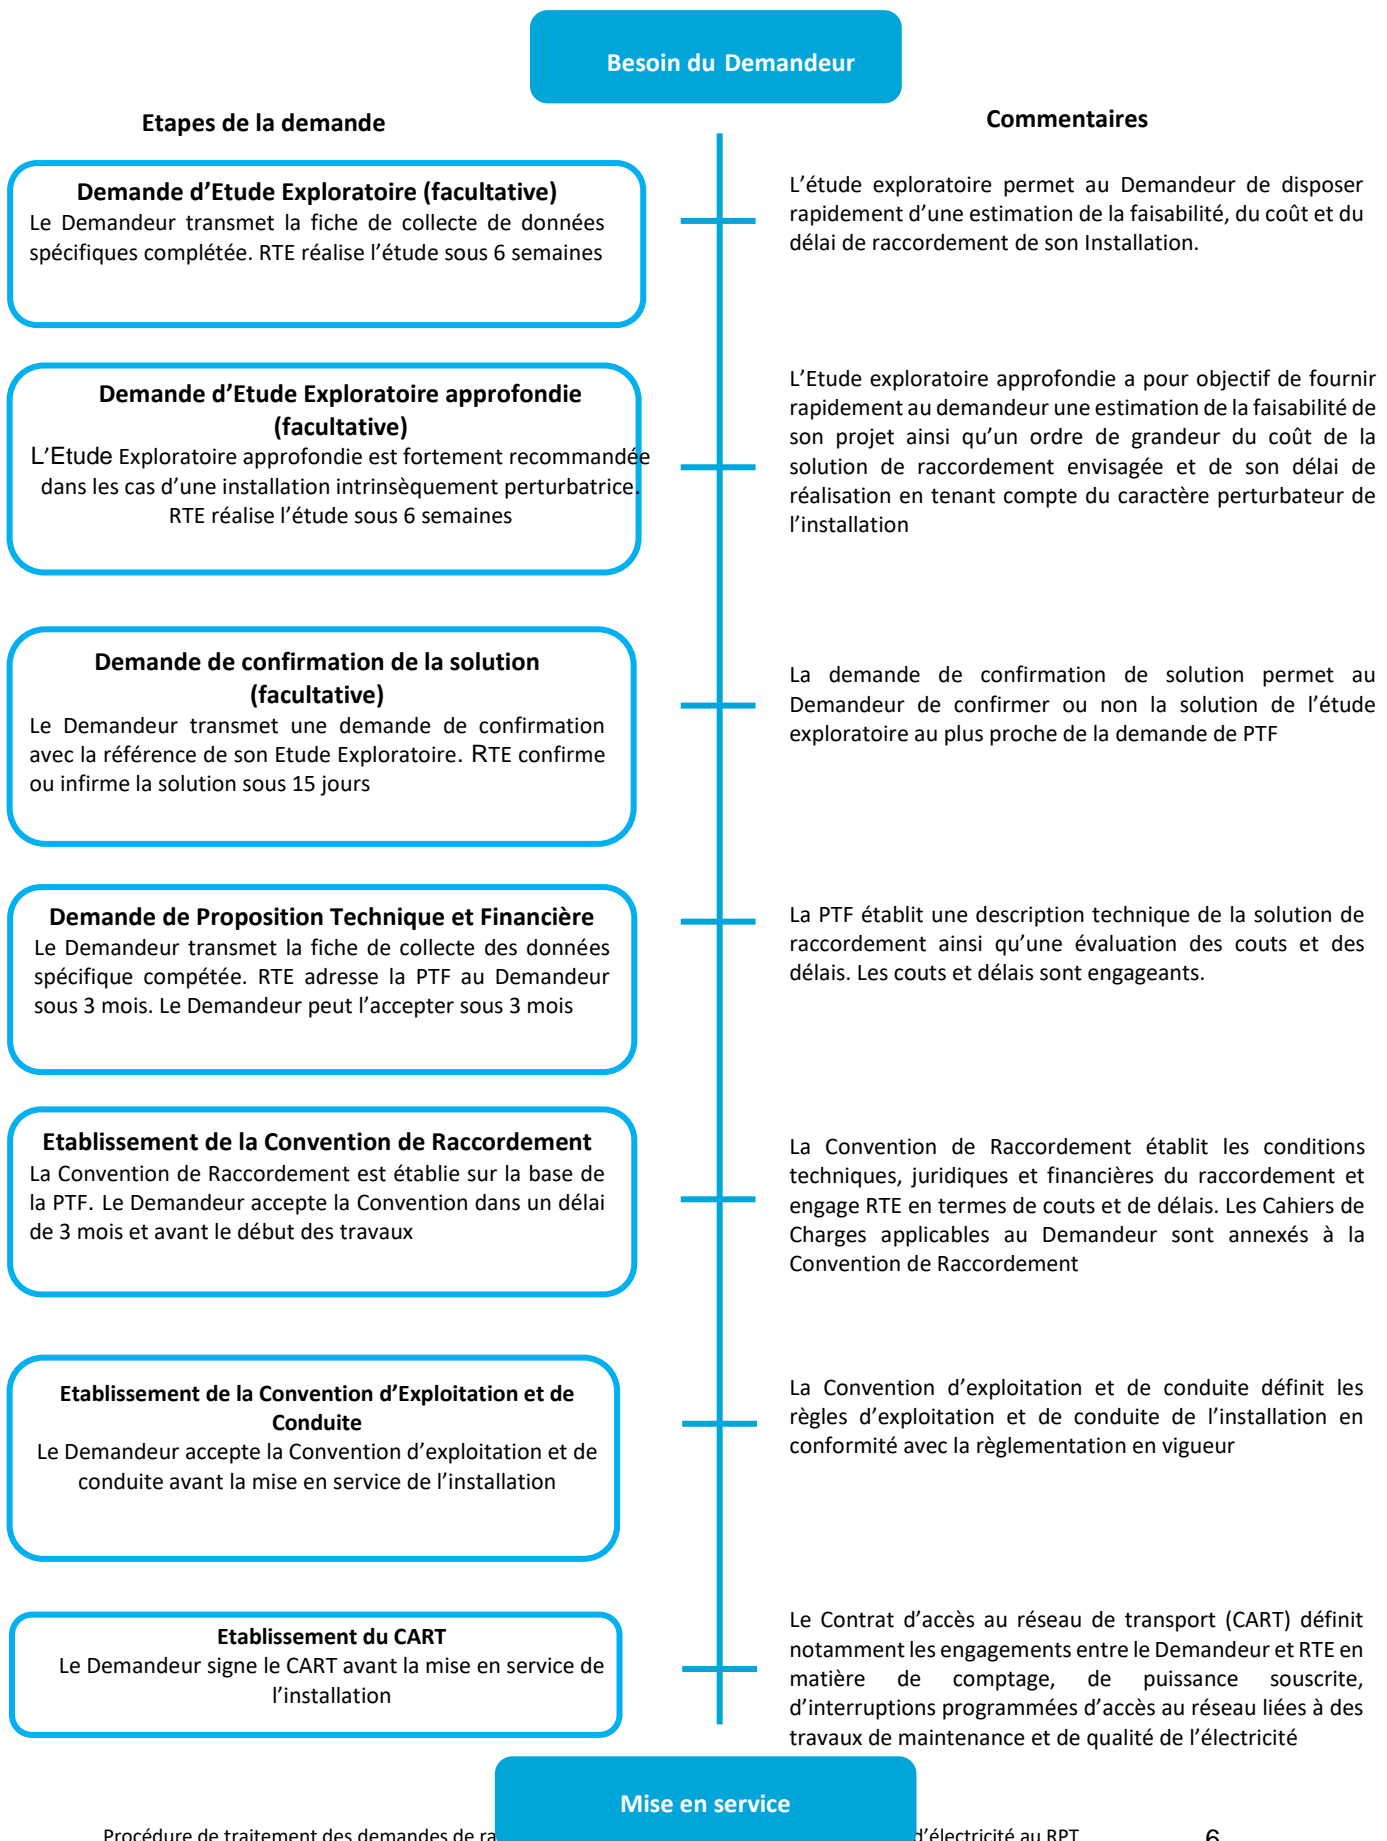 Besoin du Demandeur
Etapes de la demande
Commentaires
Demande d’Etude Exploratoire (facultative)
Le Demandeur transmet la fiche de collecte de données
spécifiques complétée. RTE réalise l’étude sous 6 semaines
L’étude exploratoire permet au Demandeur de disposer
rapidement d’une estimation de la faisabilité, du coût et du
délai de raccordement de son Installation.
Demande d’Etude Exploratoire approfondie
(facultative)
L’Etude Exploratoire approfondie est fortement recommandée
dans les cas d’une installation intrinsèquement perturbatrice.
RTE réalise l’étude sous 6 semaines
L’Etude exploratoire approfondie a pour objectif de fournir
rapidement au demandeur une estimation de la faisabilité de
son projet ainsi qu’un ordre de grandeur du coût de la
solution de raccordement envisagée et de son délai de
réalisation en tenant compte du caractère perturbateur de
l’installation
Demande de confirmation de la solution
(facultative)
Le Demandeur transmet une demande de confirmation
avec la référence de son Etude Exploratoire. RTE confirme
ou infirme la solution sous 15 jours
La demande de confirmation de solution permet au
Demandeur de confirmer ou non la solution de l’étude
exploratoire au plus proche de la demande de PTF
Demande de Proposition Technique et Financière
Le Demandeur transmet la fiche de collecte des données
spécifique compétée. RTE adresse la PTF au Demandeur
sous 3 mois. Le Demandeur peut l’accepter sous 3 mois
La PTF établit une description technique de la solution de
raccordement ainsi qu’une évaluation des couts et des
délais. Les couts et délais sont engageants.
Etablissement de la Convention de Raccordement
La Convention de Raccordement est établie sur la base de
la PTF. Le Demandeur accepte la Convention dans un délai
de 3 mois et avant le début des travaux
La Convention de Raccordement établit les conditions
techniques, juridiques et financières du raccordement et
engage RTE en termes de couts et de délais. Les Cahiers de
Charges applicables au Demandeur sont annexés à la
Convention de Raccordement
Etablissement de la Convention d’Exploitation et de
Conduite
Le Demandeur accepte la Convention d’exploitation et de
conduite avant la mise en service de l’installation
La Convention d’exploitation et de conduite définit les
règles d’exploitation et de conduite de l’installation en
conformité avec la règlementation en vigueur
Etablissement du CART
Le Demandeur signe le CART avant la mise en service de
l’installation
Le Contrat d’accès au réseau de transport (CART) définit
notamment les engagements entre le Demandeur et RTE en
matière de comptage, de puissance souscrite,
d’interruptions programmées d’accès au réseau liées à des
travaux de maintenance et de qualité de l’électricité
Mise en service
Procédure de traitement des demandes de d’électricité au RPT 6